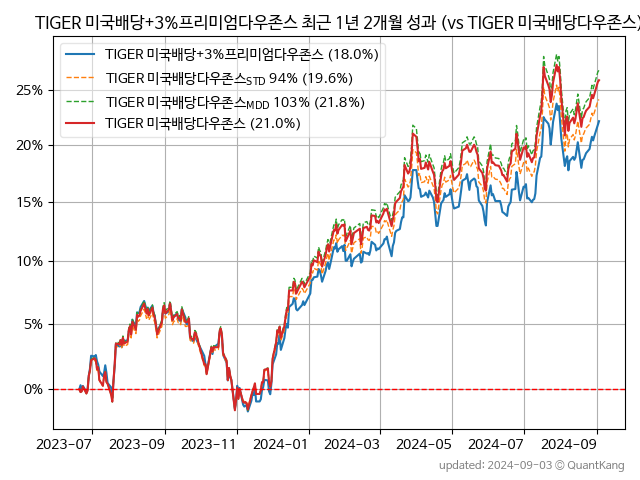 TIGER 미국배당+3%프리미엄다우존스 최근 1년 2개월 성과 (vs TIGER 미국배당다우존스)
TIGER 미국배당+3%프리미엄다우존스 (18.0%)
TIGER 미국배당다우존스STD 94% (19.6%)
TIGER 미국배당다우존스MDD 103% (21.8%)
TIGER 미국배당다우존스 (21.0%)
25%
20%
15%
10%
5%
0%
2023-07 2023-09 2023-11 2024-01 2024-03 2024-05 2024-07 2024-09
updated: 2024-09-03 © QuantKang